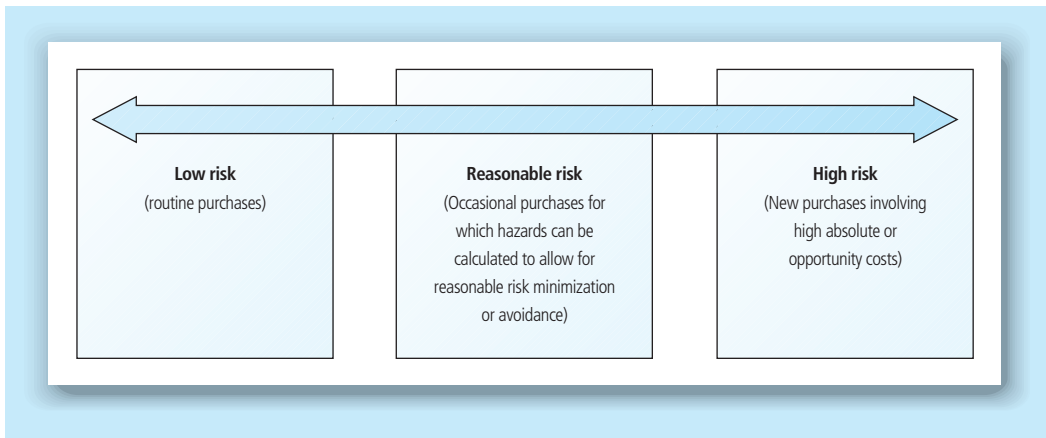 Low risk
(routine purchases)
Reasonable risk
(Occasional purchases for
which hazards can be
calculated to allow for
reasonable risk minimization
or avoidance)
High risk
(New purchases involving
high absolute or
opportunity costs)